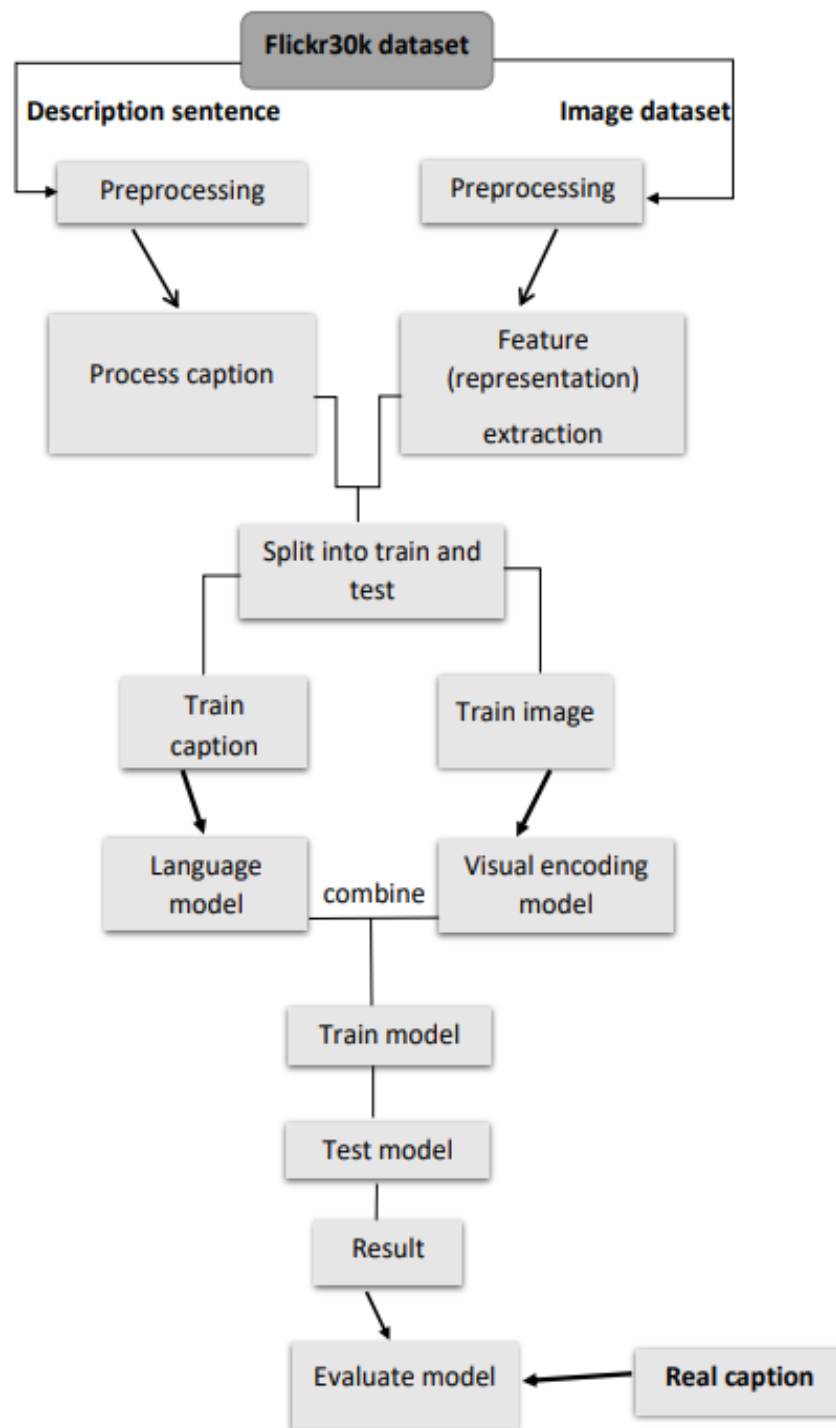 Flickr30k dataset
Description sentence
Image dataset
Preprocessing
Preprocessing
Process caption
Feature
(representation)
extraction
Split into train and
test
Train
caption
Train image
Language
model
combine
Visual encoding
model
Train model
Test model
Result
Evaluate model
Real caption